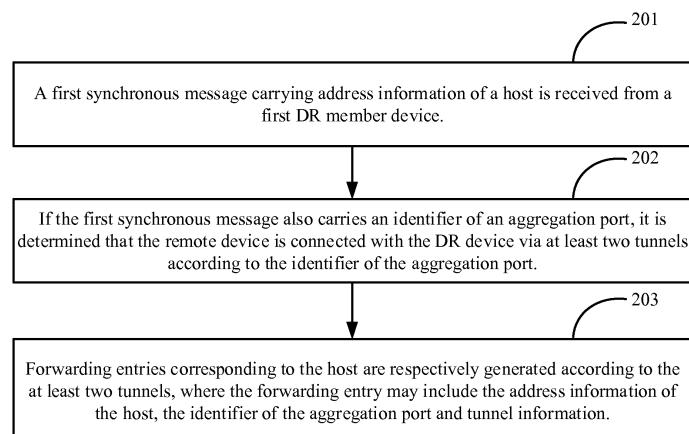 201
A first synchronous message carrying address information of a host is received from a
first DR member device.
202
If the first synchronous message also carries an identifier of an aggregation port, it is
determined that the remote device is connected with the DR device via at least two tunnels
according to the identifier of the aggregation port.
203
Forwarding entries corresponding to the host are respectively generated according to the
at least two tunnels, where the forwarding entry may include the address information of
the host, the identifier of the aggregation port and tunnel information.